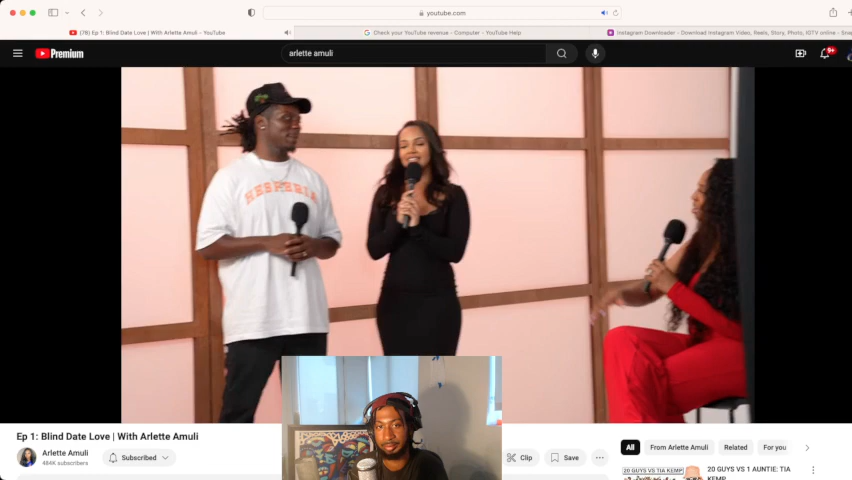 youtube.com
(78) Ep 1: Blind Date Love | With Arlette Amuli - YouTube
Check your YouTube revenue - Computer - YouTube Help
Instagram Downloader - Download Instagram Video, Reels, Story, Photo, IGTV online - Snap
Premium
arlette amuli
9+
HESPERIA
Ep 1: Blind Date Love | With Arlette Amuli
Arlette Amuli
484K subscribers
Subscribed
Clip
Save
All
From Arlette Amuli
Related
For you
20 GUYS VS TIA KEMP
20 GUYS VS 1 AUNTIE: TIA
KEMP